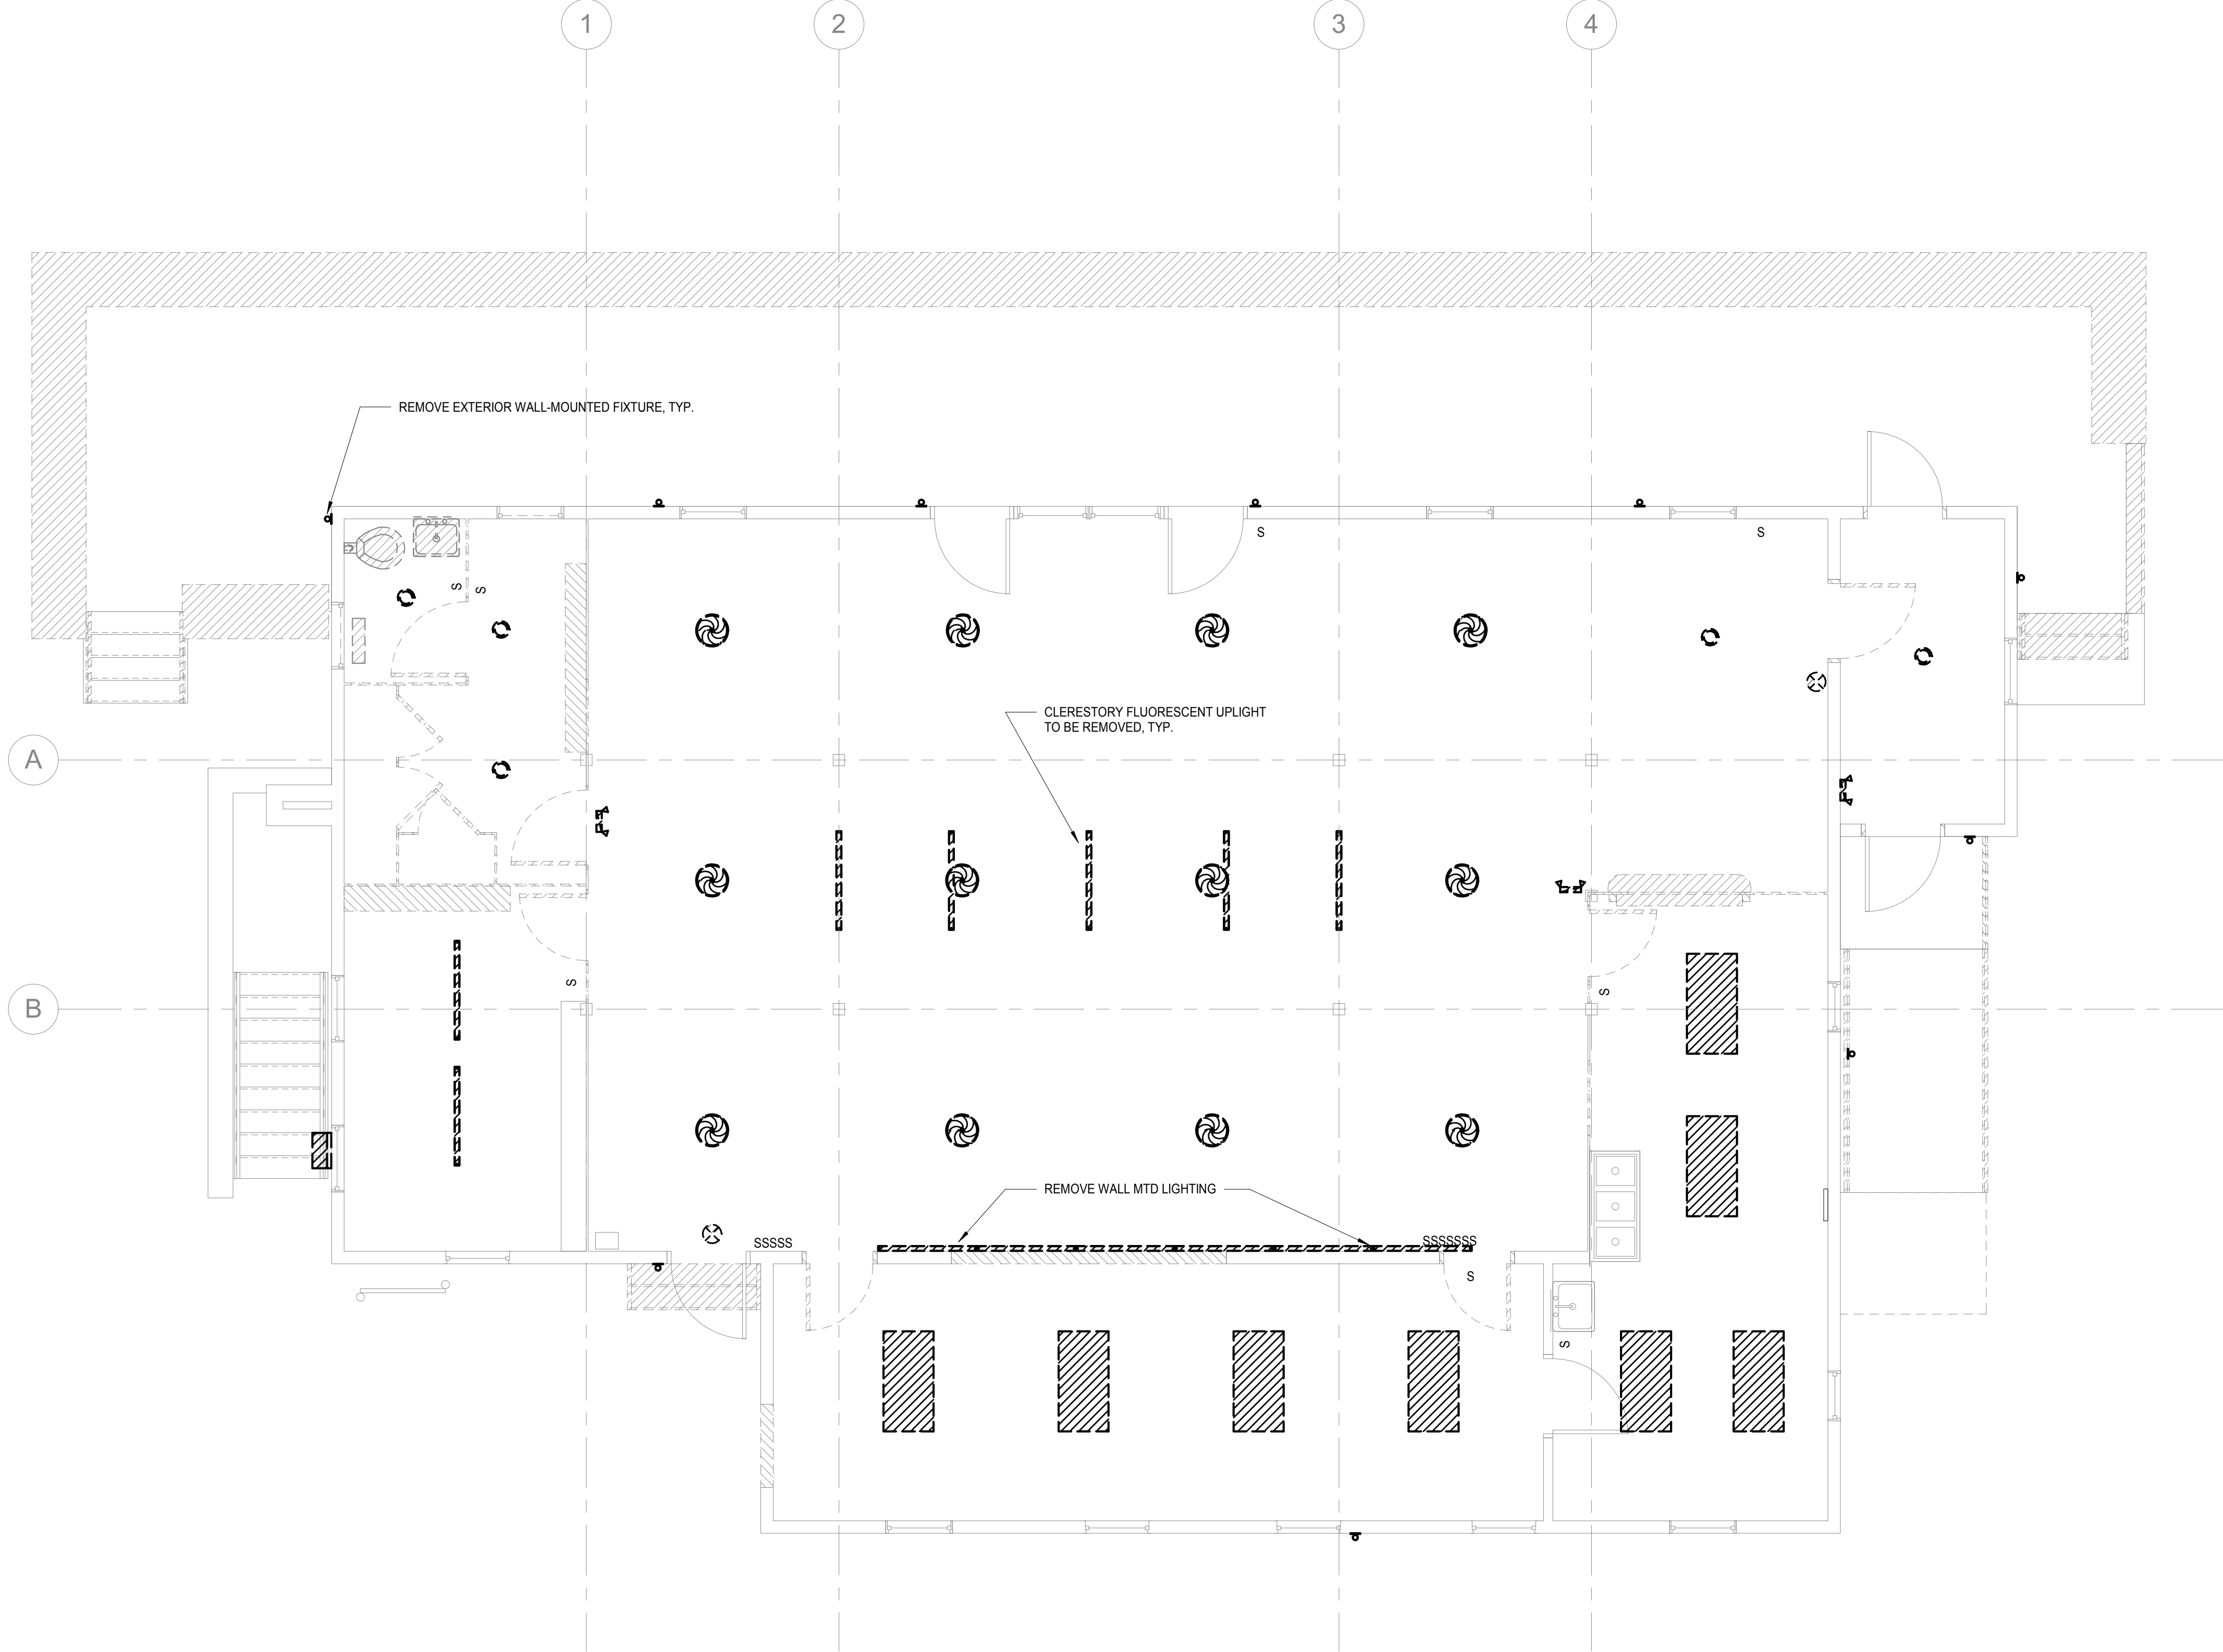 1
2
3
4
REMOVE EXTERIOR WALL-MOUNTED FIXTURE, TYP.
S
S
S
S
CLERESTORY FLUORESCENT UPLIGHT
TO BE REMOVED, TYP.
A
S
S
B
REMOVE WALL MTD LIGHTING
SSSSS
SSSSSSS
S
S